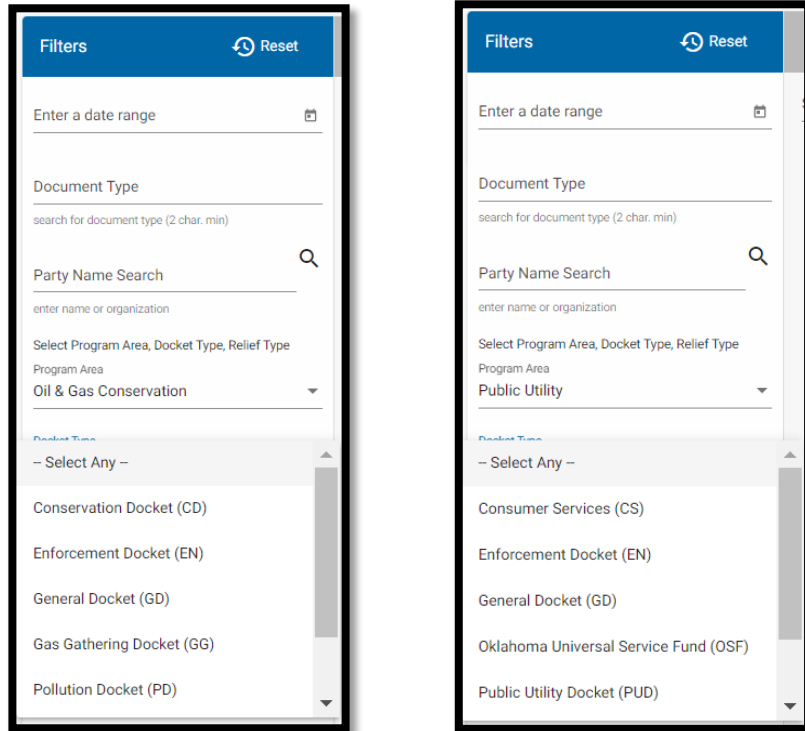 Filters Reset
Enter a date range
Document Type
search for document type (2 char. min)
Party Name Search
enter name or organization
Select Program Area, Docket Type, Relief Type
Program Area
Oil & Gas Conservation
Docket Type
-- Select Any --
Conservation Docket (CD)
Enforcement Docket (EN)
General Docket (GD)
Gas Gathering Docket (GG)
Pollution Docket (PD)
Filters Reset
Enter a date range
Document Type
search for document type (2 char. min)
Party Name Search
enter name or organization
Select Program Area, Docket Type, Relief Type
Program Area
Public Utility
Docket Type
-- Select Any --
Consumer Services (CS)
Enforcement Docket (EN)
General Docket (GD)
Oklahoma Universal Service Fund (OSF)
Public Utility Docket (PUD)